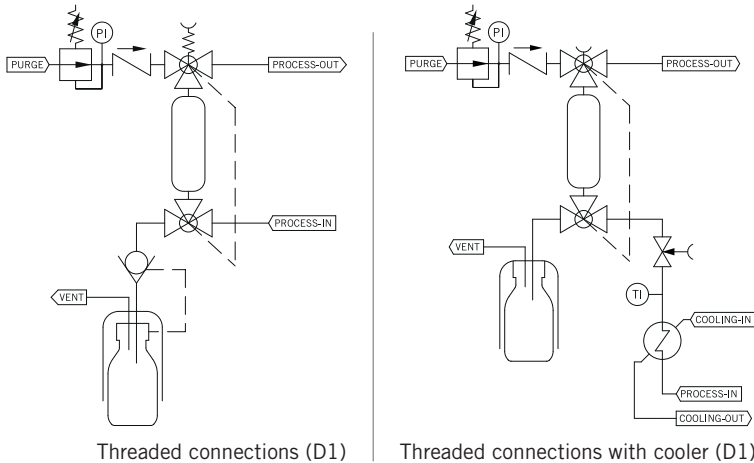 PI
PURGE
PROCESS-OUT
PROCESS-IN
VENT
Threaded connections (D1)
PI
PURGE
PROCESS-OUT
VENT
TI
COOLING-IN
PROCESS-IN
COOLING-OUT
Threaded connections with cooler (D1)